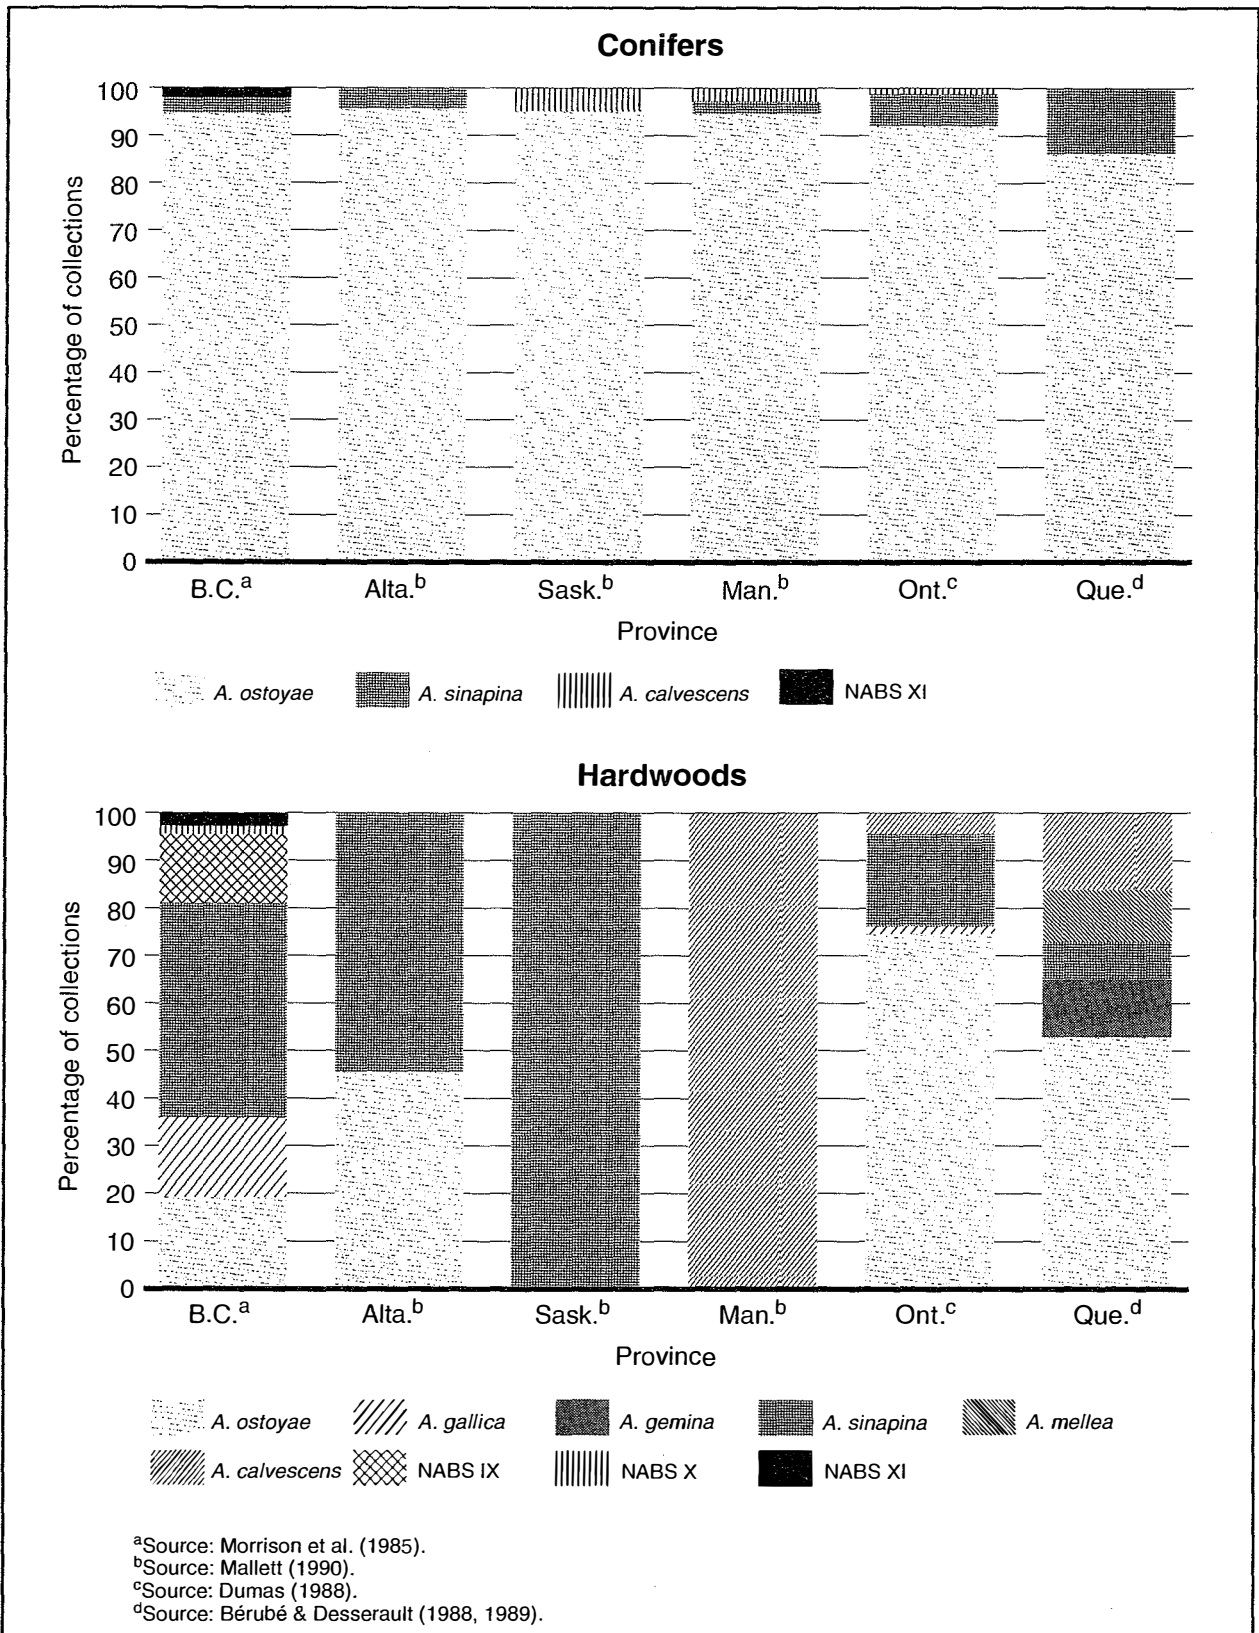 Conifers
Percentage of collections
100
90
80
70
60
50
40
30
20
10
0
B.C.a Alta.b Sask.b Man.b Ont.c Que.d
Province
A. ostoyae A. sinapina A. calvescens NABS XI
Hardwoods
Percentage of collections
100
90
80
70
60
50
40
30
20
10
0
B.C.a Alta.b Sask.b Man.b Ont.c Que.d
Province
A. ostoyae A. gallica A. gemina A. sinapina A. mellea
A. calvescens NABS IX NABS X NABS XI
aSource: Morrison et al. (1985).
bSource: Mallett (1990).
cSource: Dumas (1988).
dSource: Bérubé & Desserault (1988, 1989).